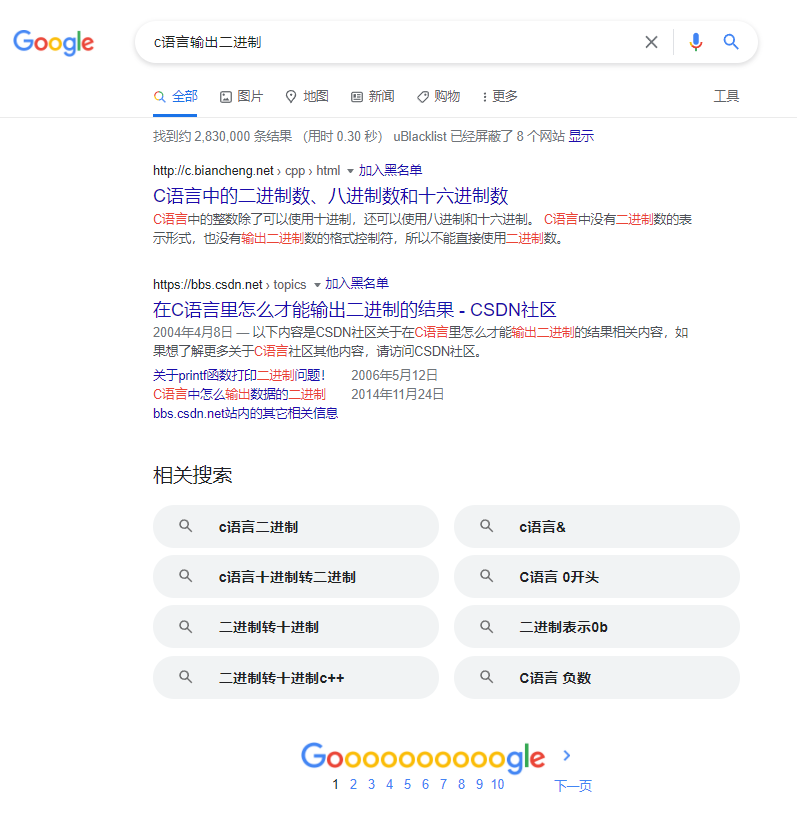 Google
c语言输出二进制
全部 图片 地图 新闻 购物 更多 工具
找到约 2,830,000 条结果 （用时 0.30 秒） uBlacklist 已经屏蔽了 8 个网站 显示
http://c.biancheng.net › cpp › html 加入黑名单
C语言中的二进制数、八进制数和十六进制数
C语言中的整数除了可以使用十进制，还可以使用八进制和十六进制。 C语言中没有二进制数的表
示形式，也没有输出二进制数的格式控制符，所以不能直接使用二进制数。
https://bbs.csdn.net › topics 加入黑名单
在C语言里怎么才能输出二进制的结果 - CSDN社区
2004年4月8日 — 以下内容是CSDN社区关于在C语言里怎么才能输出二进制的结果相关内容，如
果想了解更多关于C语言社区其他内容，请访问CSDN社区。
关于printf函数打印二进制问题! 2006年5月12日
C语言中怎么输出数据的二进制 2014年11月24日
bbs.csdn.net站内的其它相关信息
相关搜索
c语言二进制 c语言&
c语言十进制转二进制 C语言 0开头
二进制转十进制 二进制表示0b
二进制转十进制c++ C语言 负数
Goooooooooogle
1 2 3 4 5 6 7 8 9 10 下一页